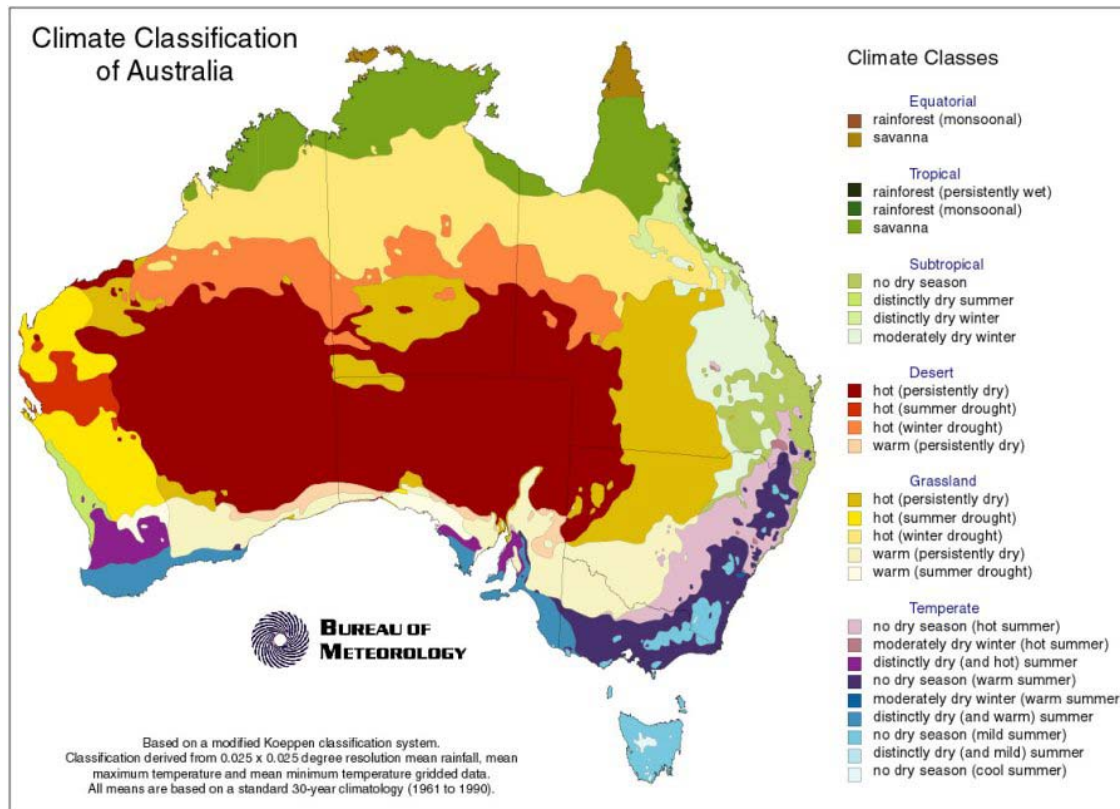 Climate Classification
of Australia
Climate Classes
Equatorial
rainforest (monsoonal)
savanna
Tropical
rainforest (persistently wet)
rainforest (monsoonal)
savanna
Subtropical
no dry season
distinctly dry summer
distinctly dry winter
moderately dry winter
Desert
hot (persistently dry)
hot (summer drought)
hot (winter drought)
warm (persistently dry)
Grassland
hot (persistently dry)
hot (summer drought)
hot (winter drought)
warm (persistently dry)
warm (summer drought)
Temperate
no dry season (hot summer)
moderately dry winter (hot summer)
distinctly dry (and hot) summer
no dry season (warm summer)
moderately dry winter (warm summer
distinctly dry (and warm) summer
no dry season (mild summer)
distinctly dry (and mild) summer
no dry season (cool summer)
BUREAU OF
METEOROLOGY
Based on a modified Koeppen classification system.
Classification derived from 0.025 x 0.025 degree resolution mean rainfall, mean
maximum temperature and mean minimum temperature gridded data.
All means are based on a standard 30-year climatology (1961 to 1990).